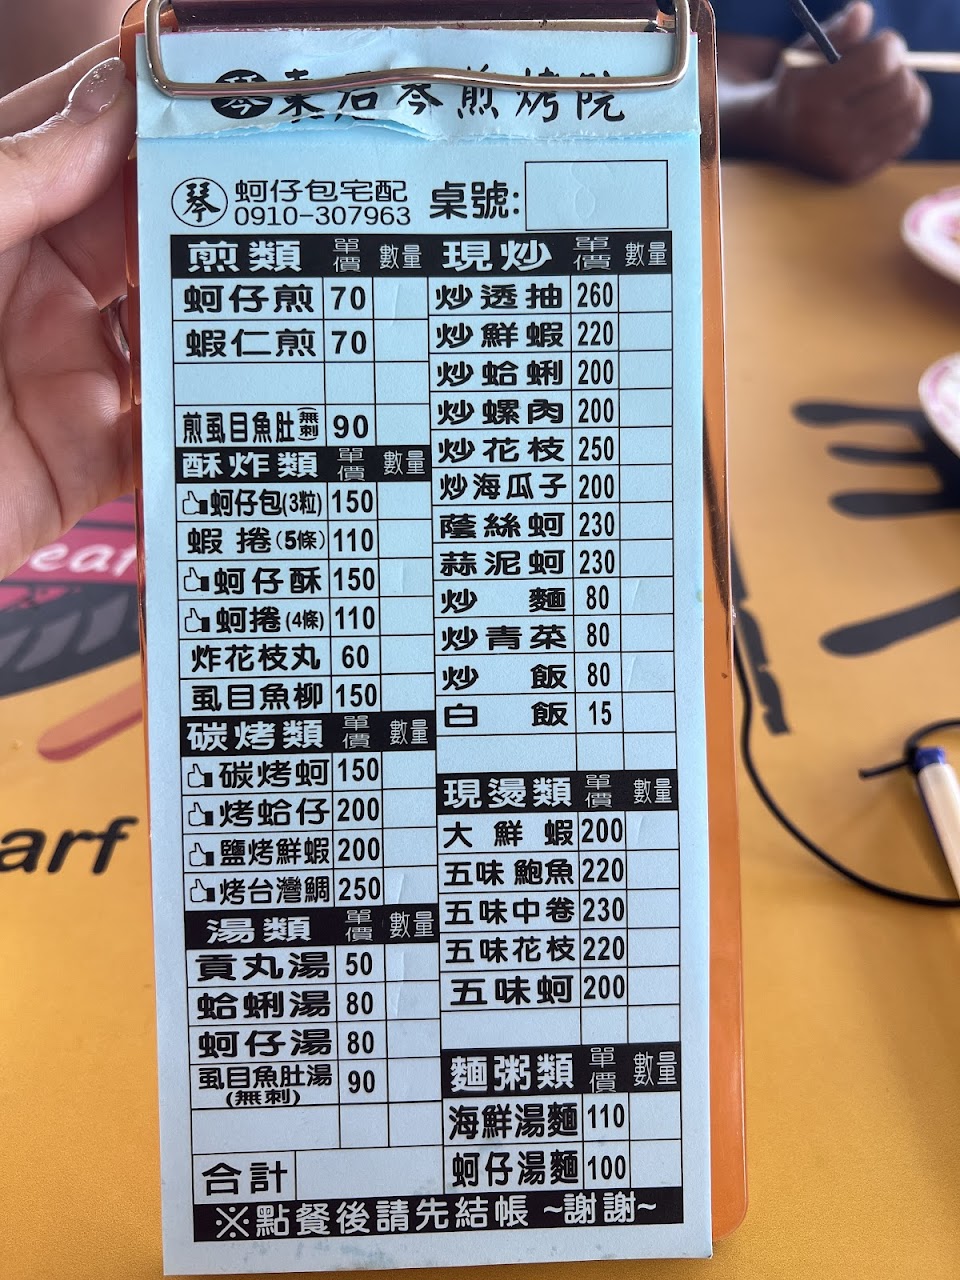 琴 東石琴煎烤院
琴 蚵仔包宅配 0910-307963 桌號:
煎類 單價 數量
蚵仔煎 70
蝦仁煎 70
煎虱目魚肚(無刺) 90
酥炸類 單價 數量
蚵仔包(3粒) 150
蝦捲(5條) 110
蚵仔酥 150
蚵捲(4條) 110
炸花枝丸 60
虱目魚柳 150
碳烤類 單價 數量
碳烤蚵 150
烤蛤仔 200
鹽烤鮮蝦 200
烤台灣鯛 250
湯類 單價 數量
貢丸湯 50
蛤蜊湯 80
蚵仔湯 80
虱目魚肚湯(無刺) 90
合計
現炒 單價 數量
炒透抽 260
炒鮮蝦 220
炒蛤蜊 200
炒螺肉 200
炒花枝 250
炒海瓜子 200
蔭絲蚵 230
蒜泥蚵 230
炒麵 80
炒青菜 80
炒飯 80
白飯 15
現燙類 單價 數量
大鮮蝦 200
五味鮑魚 220
五味中卷 230
五味花枝 220
五味蚵 200
麵粥類 單價 數量
海鮮湯麵 110
蚵仔湯麵 100
※點餐後請先結帳 ~謝謝~
arf
eat